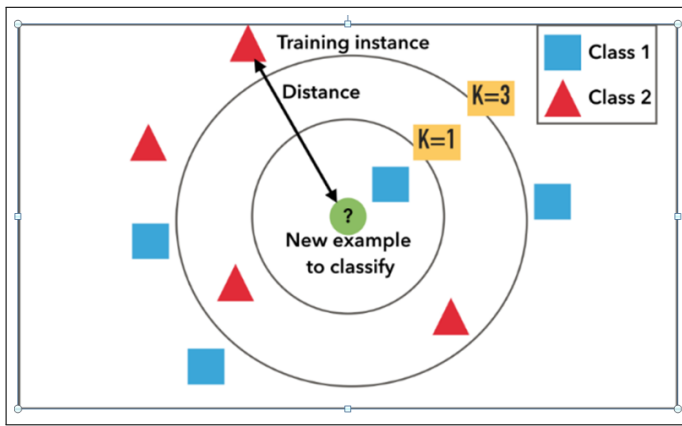 Training instance
Class 1
Distance
Class 2
K=3
K=1
?
New example
to classify